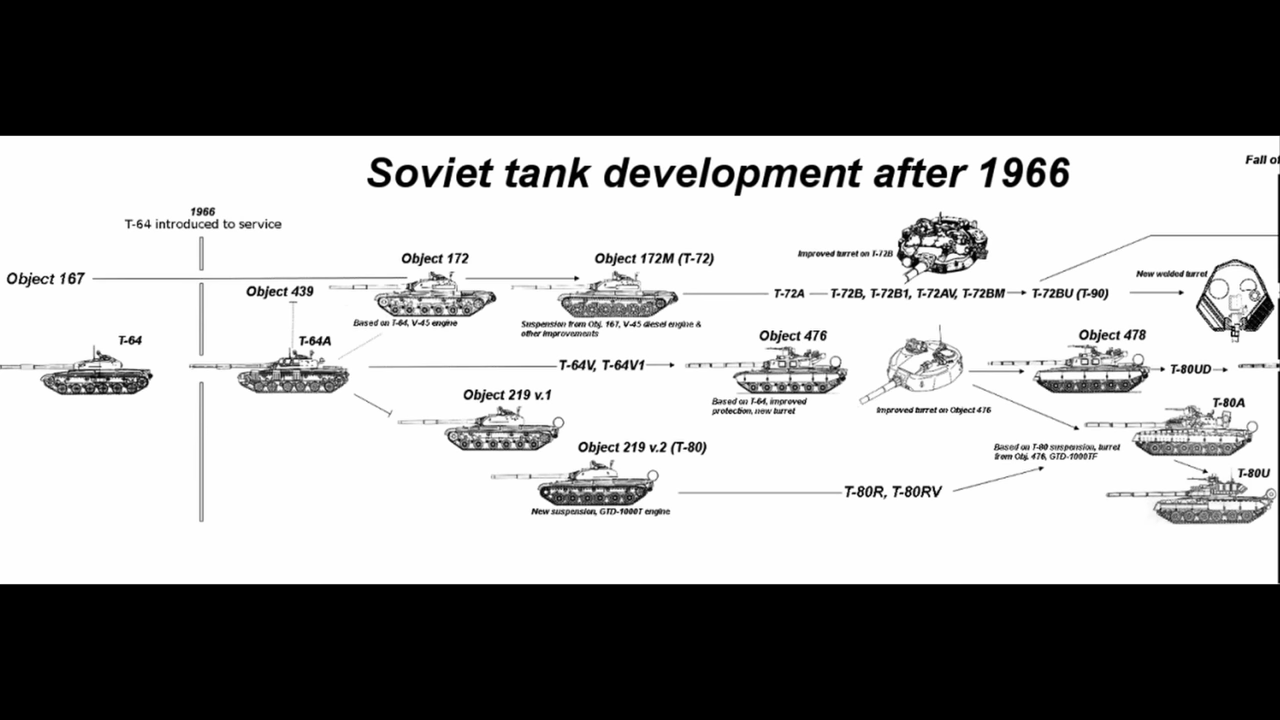 Soviet tank development after 1966
Fall of
1966
T-64 introduced to service
Improved turret on T-72B
Object 167
Object 172
Object 172M (T-72)
New welded turret
Object 439
T-72A
T-72B, T-72B1, T-72AV, T-72BM
T-72BU (T-90)
Based on T-64, V-45 engine
Suspension from Obj. 167, V-45 diesel engine &
other improvements
T-64
T-64A
Object 476
Object 478
T-64V, T-64V1
T-80UD
Object 219 v.1
Based on T-64, improved
protection, new turret
Improved turret on Object 476
T-80A
Object 219 v.2 (T-80)
Based on T-80 suspension, turret
from Obj. 476, GTD-1000TF
T-80U
T-80R, T-80RV
New suspension, GTD-1000T engine